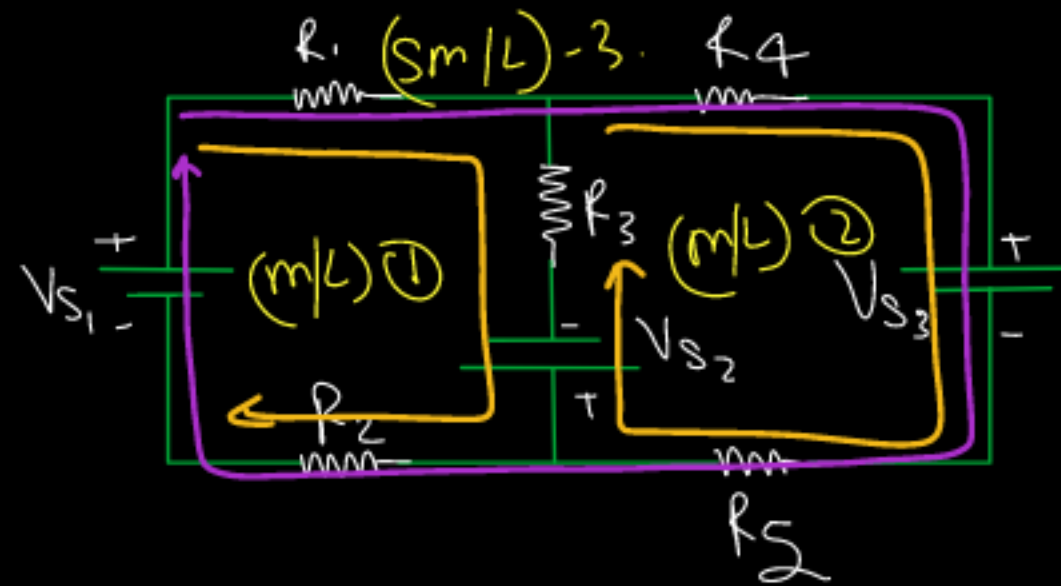 R1 (Sm/L)-3. R4
R3
(m/L) ②
+
VS1
-
(m/L) ①
-
VS2
+
VS3
+
-
R2
R5